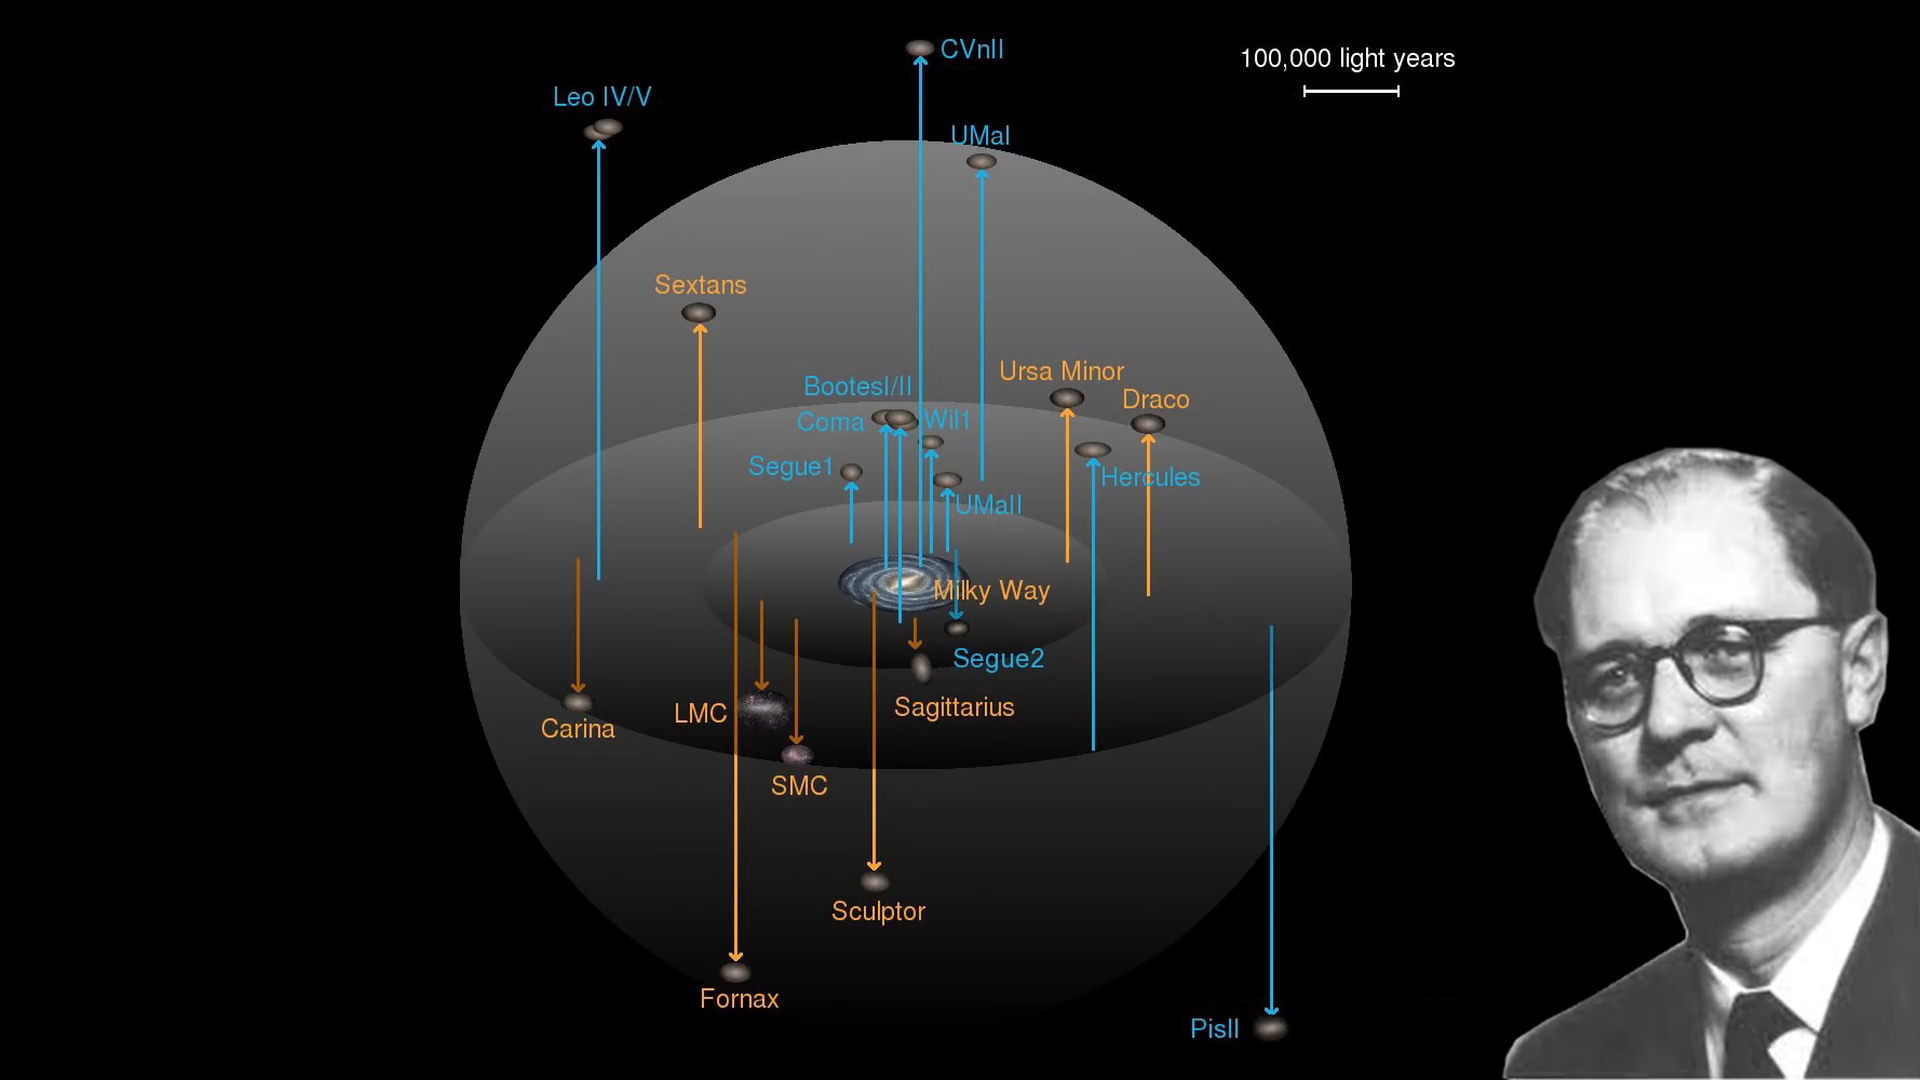 CVnII
100,000 light years
Leo IV/V
UMaI
Sextans
Ursa Minor
BootesI/II
Draco
Coma
Wil1
Segue1
Hercules
UMaII
Milky Way
Segue2
Sagittarius
LMC
Carina
SMC
Sculptor
Fornax
PisII